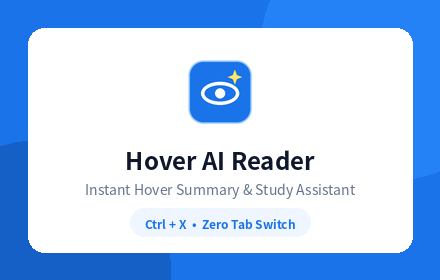 Hover AI Reader
Instant Hover Summary & Study Assistant
Ctrl + X • Zero Tab Switch